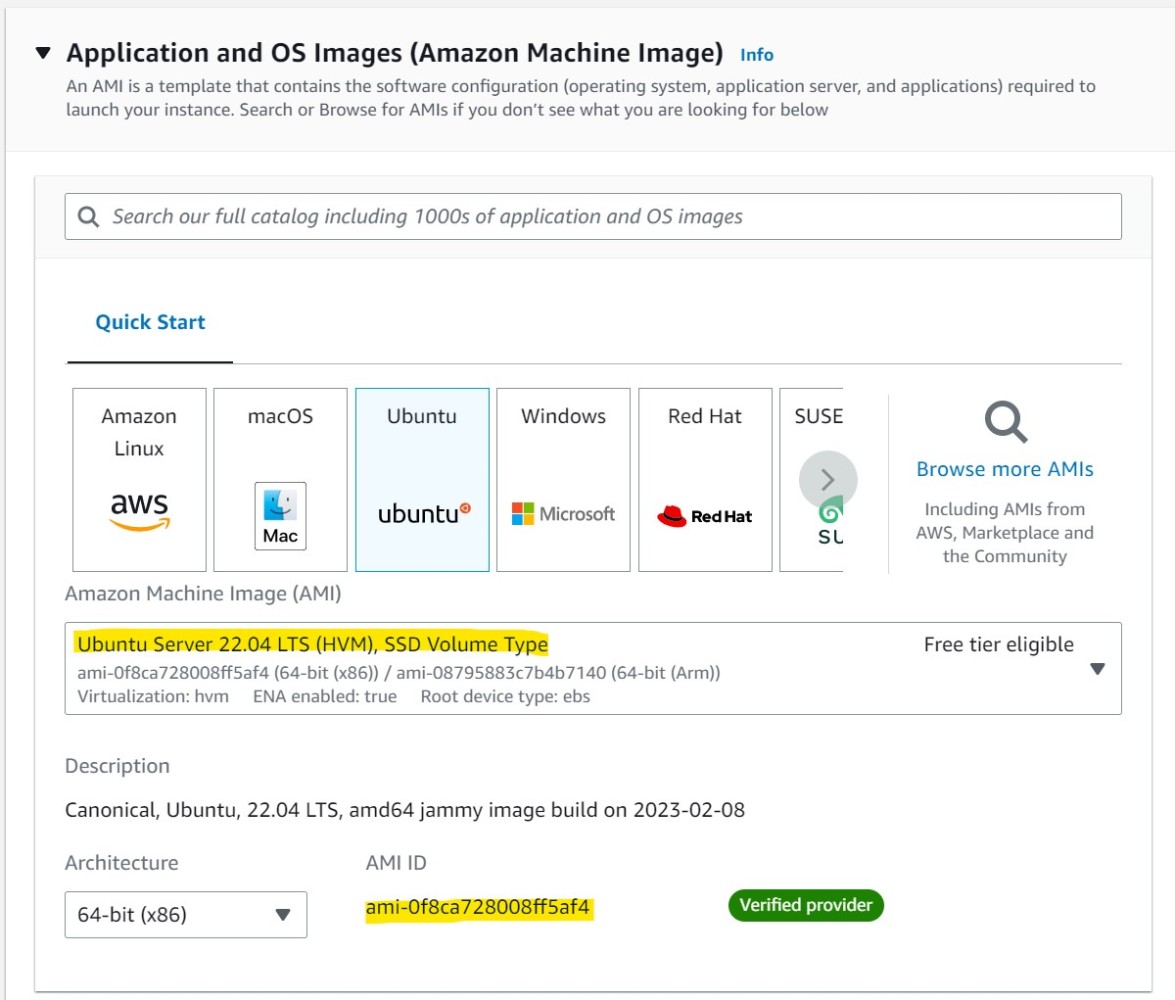 Application and OS Images (Amazon Machine Image) Info
An AMI is a template that contains the software configuration (operating system, application server, and applications) required to
launch your instance. Search or Browse for AMIs if you don't see what you are looking for below
Search our full catalog including 1000s of application and OS images
Quick Start
Amazon
Linux
aws
macOS
Mac
Ubuntu
ubuntu
Windows
Microsoft
Red Hat
Red Hat
SUSE
SU
Browse more AMIs
Including AMIs from
AWS, Marketplace and
the Community
Amazon Machine Image (AMI)
Ubuntu Server 22.04 LTS (HVM), SSD Volume Type
Free tier eligible
ami-0f8ca728008ff5af4 (64-bit (x86)) / ami-08795883c7b4b7140 (64-bit (Arm))
Virtualization: hvm ENA enabled: true Root device type: ebs
Description
Canonical, Ubuntu, 22.04 LTS, amd64 jammy image build on 2023-02-08
Architecture
AMI ID
64-bit (x86)
ami-0f8ca728008ff5af4
Verified provider